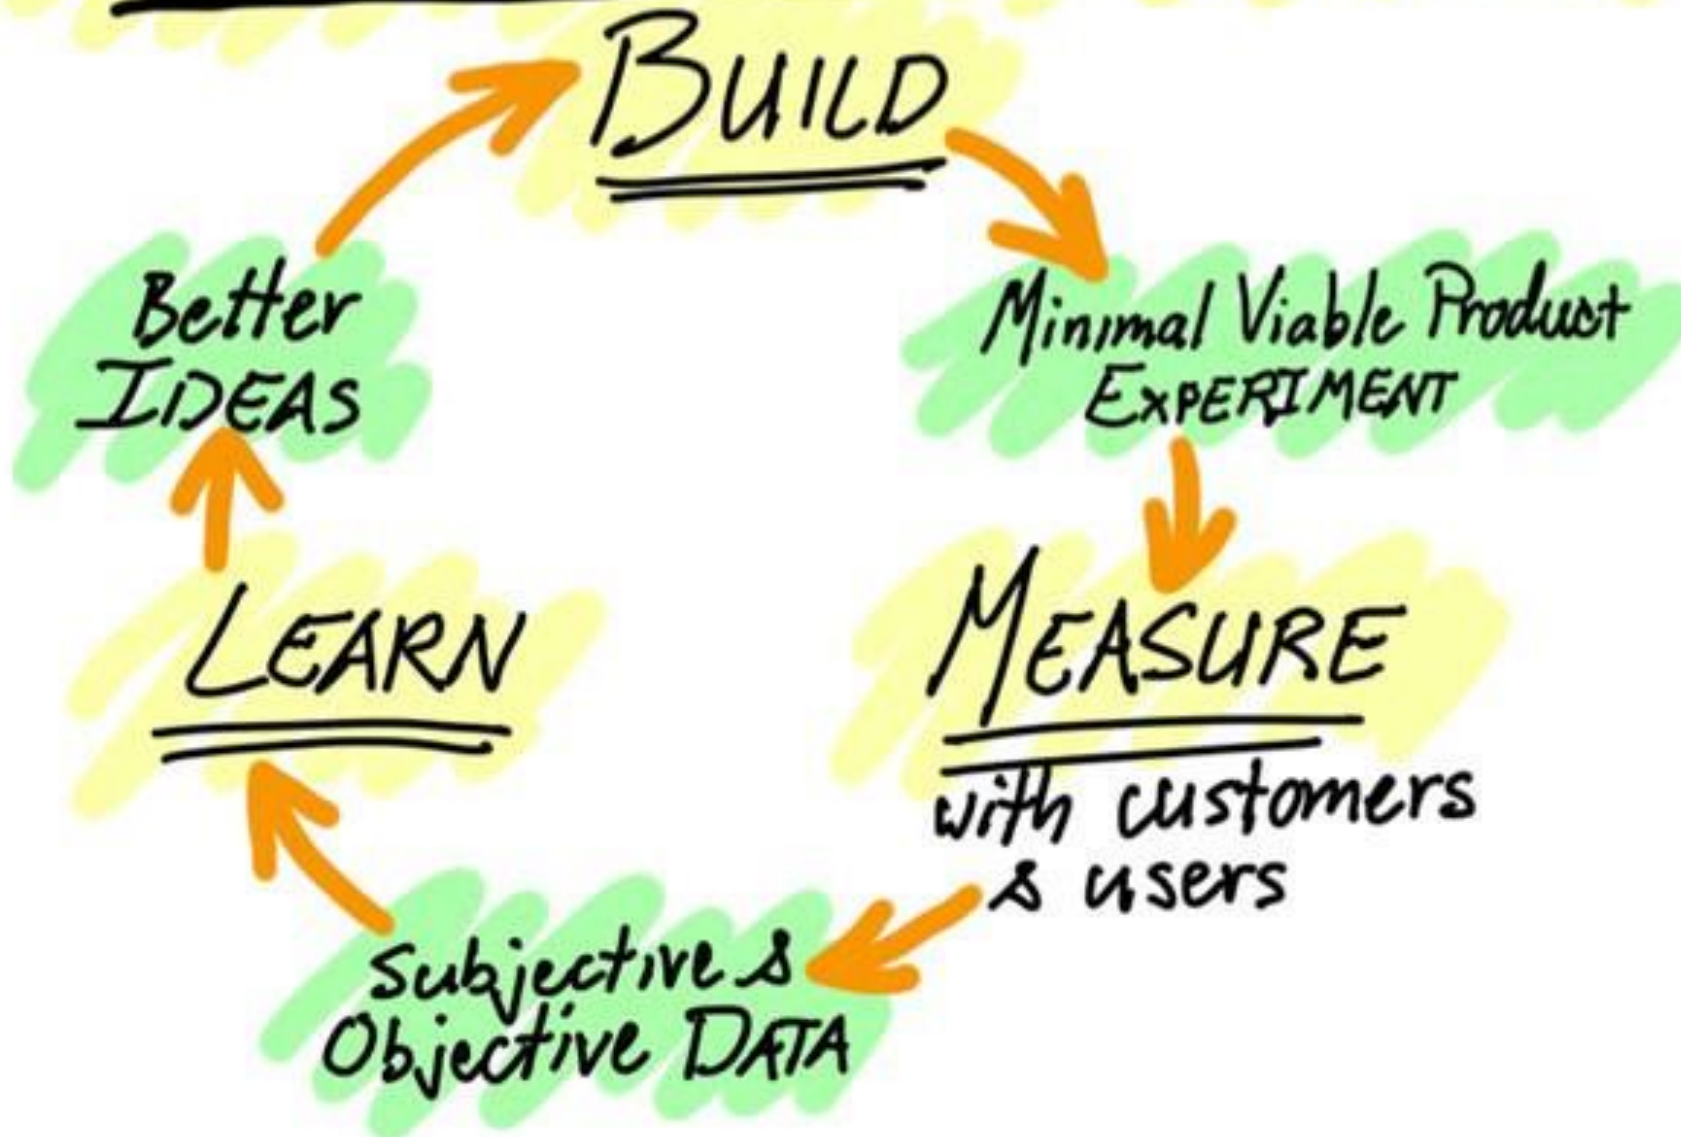 BUILD
Minimal Viable Product
EXPERIMENT
MEASURE
with customers
& users
Subjective &
Objective DATA
LEARN
Better
IDEAS